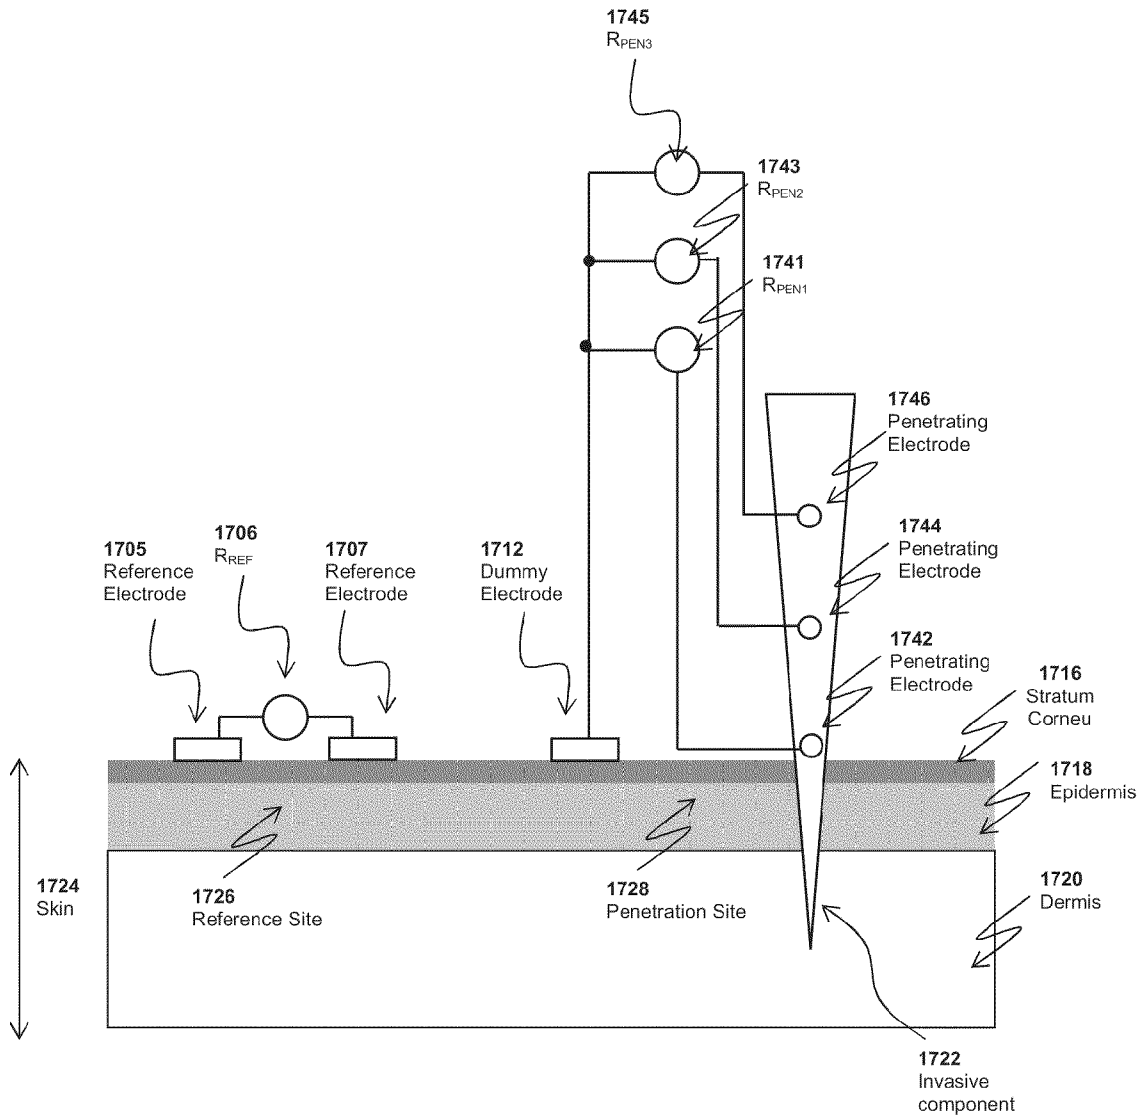 1745
RPEN3
1743
RPEN2
1741
RPEN1
1746
Penetrating
Electrode
1744
Penetrating
Electrode
1742
Penetrating
Electrode
1705
Reference
Electrode
1706
RREF
1707
Reference
Electrode
1712
Dummy
Electrode
1716
Stratum
Corneu
1718
Epidermis
1724
Skin
1726
Reference Site
1728
Penetration Site
1720
Dermis
1722
Invasive
component